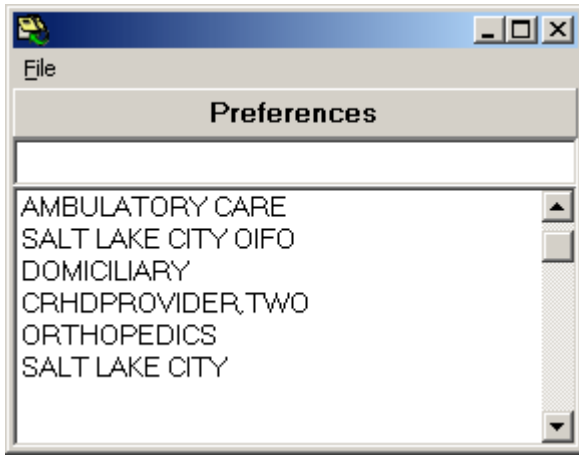 File
Preferences
AMBULATORY CARE
SALT LAKE CITY OIFO
DOMICILIARY
CRHDPROVIDER,TWO
ORTHOPEDICS
SALT LAKE CITY